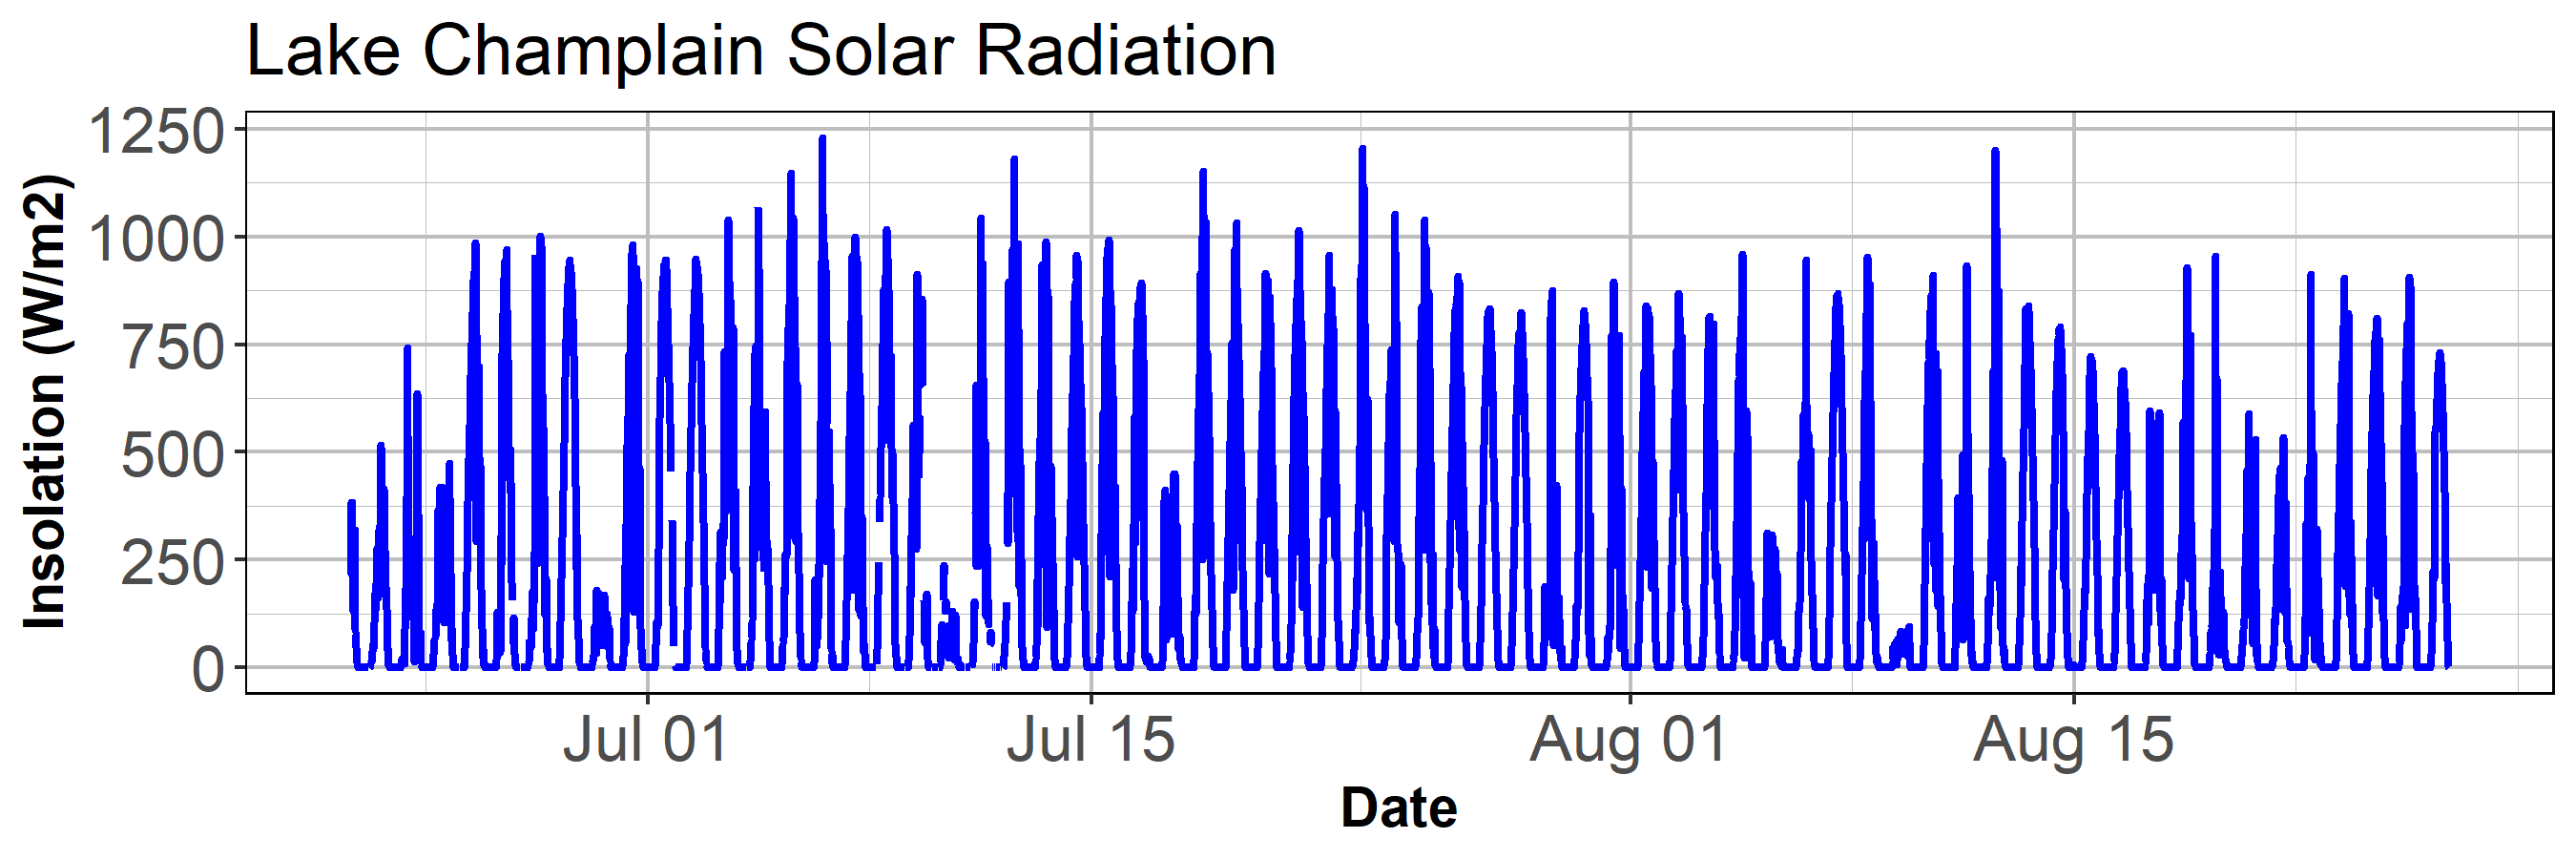 Lake Champlain Solar Radiation
Insolation (W/m2)
1250
1000
750
500
250
0
Jul 01
Jul 15
Aug 01
Aug 15
Date